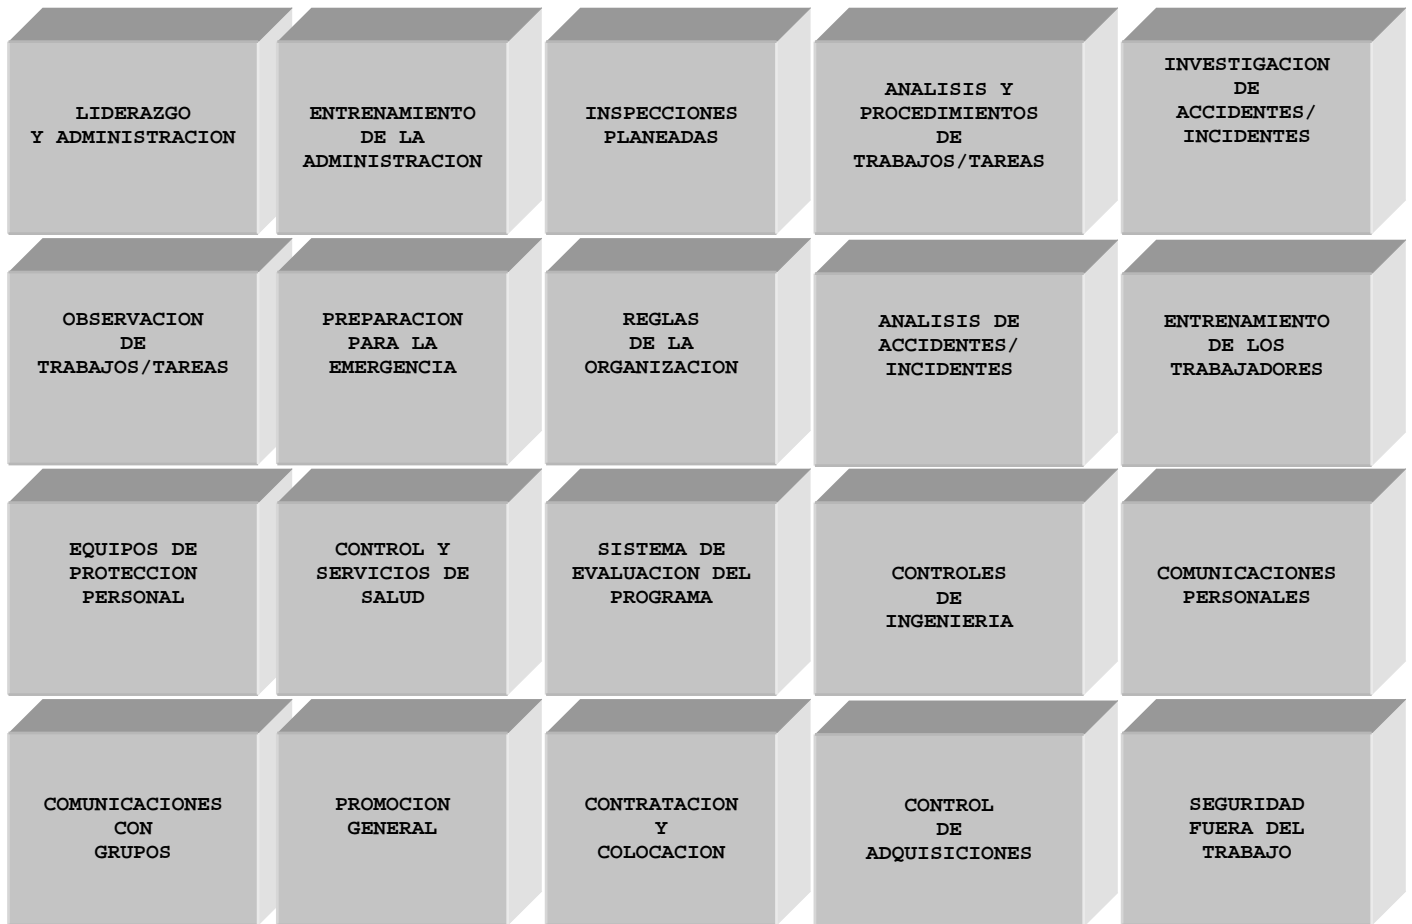 LIDERAZGO
Y ADMINISTRACION
ENTRENAMIENTO
DE LA
ADMINISTRACION
INSPECCIONES
PLANEADAS
ANALISIS Y
PROCEDIMIENTOS
DE
TRABAJOS/TAREAS
INVESTIGACION
DE
ACCIDENTES/
INCIDENTES
OBSERVACION
DE
TRABAJOS/TAREAS
PREPARACION
PARA LA
EMERGENCIA
REGLAS
DE LA
ORGANIZACION
ANALISIS DE
ACCIDENTES/
INCIDENTES
ENTRENAMIENTO
DE LOS
TRABAJADORES
EQUIPOS DE
PROTECCION
PERSONAL
CONTROL Y
SERVICIOS DE
SALUD
SISTEMA DE
EVALUACION DEL
PROGRAMA
CONTROLES
DE
INGENIERIA
COMUNICACIONES
PERSONALES
COMUNICACIONES
CON
GRUPOS
PROMOCION
GENERAL
CONTRATACION
Y
COLOCACION
CONTROL
DE
ADQUISICIONES
SEGURIDAD
FUERA DEL
TRABAJO